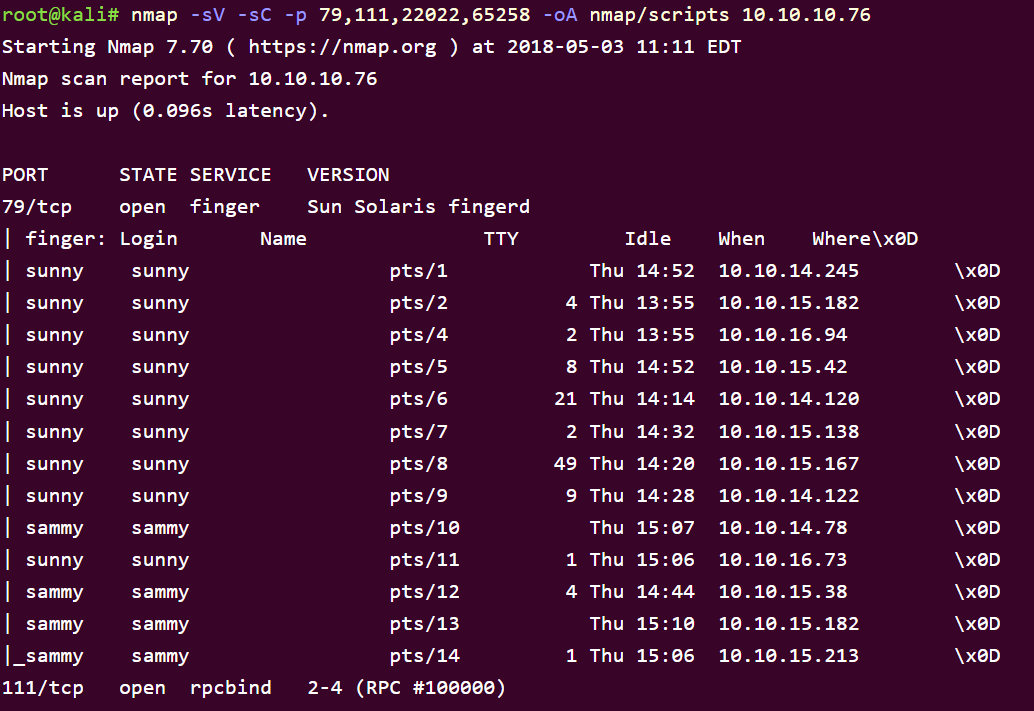 root@kali# nmap -sV -sC -p 79,111,22022,65258 -oA nmap/scripts 10.10.10.76
Starting Nmap 7.70 ( https://nmap.org ) at 2018-05-03 11:11 EDT
Nmap scan report for 10.10.10.76
Host is up (0.096s latency).

PORT      STATE SERVICE   VERSION
79/tcp    open  finger    Sun Solaris fingerd
| finger: Login       Name               TTY         Idle    When    Where\x0D
| sunny    sunny                 pts/1            Thu 14:52  10.10.14.245        \x0D
| sunny    sunny                 pts/2          4 Thu 13:55  10.10.15.182        \x0D
| sunny    sunny                 pts/4          2 Thu 13:55  10.10.16.94         \x0D
| sunny    sunny                 pts/5          8 Thu 14:52  10.10.15.42         \x0D
| sunny    sunny                 pts/6         21 Thu 14:14  10.10.14.120        \x0D
| sunny    sunny                 pts/7          2 Thu 14:32  10.10.15.138        \x0D
| sunny    sunny                 pts/8         49 Thu 14:20  10.10.15.167        \x0D
| sunny    sunny                 pts/9          9 Thu 14:28  10.10.14.122        \x0D
| sammy    sammy                 pts/10           Thu 15:07  10.10.14.78         \x0D
| sunny    sunny                 pts/11         1 Thu 15:06  10.10.16.73         \x0D
| sammy    sammy                 pts/12         4 Thu 14:44  10.10.15.38         \x0D
| sammy    sammy                 pts/13           Thu 15:10  10.10.15.182        \x0D
|_sammy    sammy                 pts/14         1 Thu 15:06  10.10.15.213        \x0D
111/tcp   open  rpcbind   2-4 (RPC #100000)